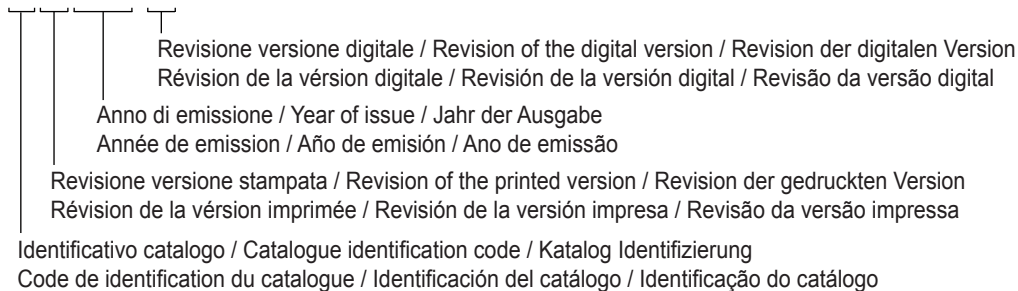 Revisione versione digitale / Revision of the digital version / Revision der digitalen Version
Révision de la vérsion digitale / Revisión de la versión digital / Revisão da versão digital
Anno di emissione / Year of issue / Jahr der Ausgabe
Année de emission / Año de emisión / Ano de emissão
Revisione versione stampata / Revision of the printed version / Revision der gedruckten Version
Révision de la vérsion imprimée / Revisión de la versión impresa / Revisão da versão impressa
Identificativo catalogo / Catalogue identification code / Katalog Identifizierung
Code de identification du catalogue / Identificación del catálogo / Identificação do catálogo